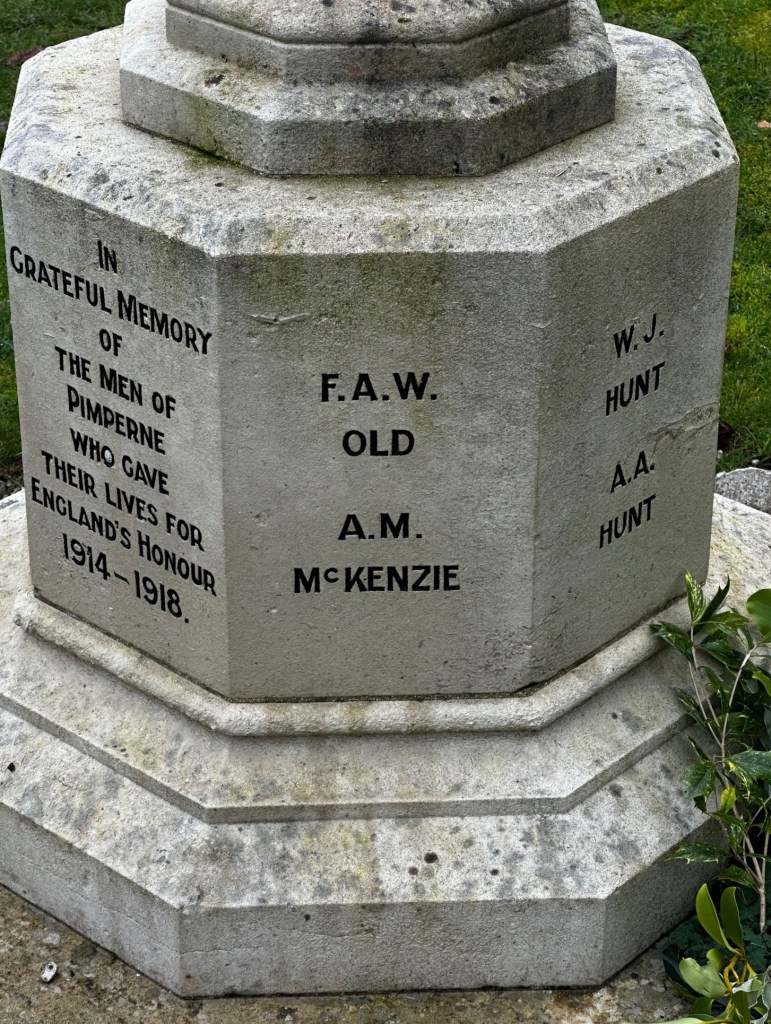 IN
GRATEFUL MEMORY
OF
THE MEN OF
PIMPERNE
WHO GAVE
THEIR LIVES FOR
ENGLAND'S HONOUR
1914-1918.
F.A.W.
OLD
A.M.
McKENZIE
W.J.
HUNT
A.A.
HUNT